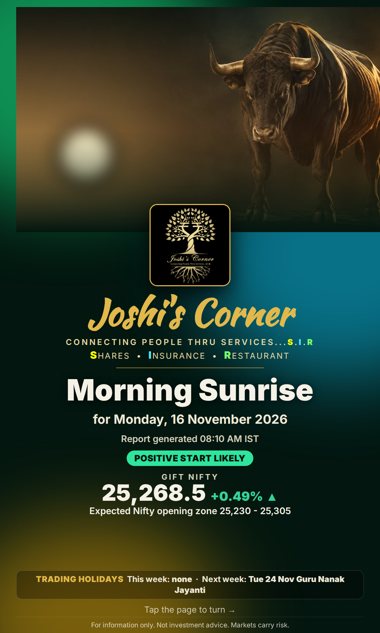 Joshi's Corner
Joshi's Corner
CONNECTING PEOPLE THRU SERVICES...S.I.R
SHARES • INSURANCE • RESTAURANT
Morning Sunrise
for Monday, 16 November 2026
Report generated 08:10 AM IST
POSITIVE START LIKELY
GIFT NIFTY
25,268.5 +0.49% ▲
Expected Nifty opening zone 25,230 - 25,305
TRADING HOLIDAYS This week: none · Next week: Tue 24 Nov Guru Nanak
Jayanti
Tap the page to turn →
For information only. Not investment advice. Markets carry risk.